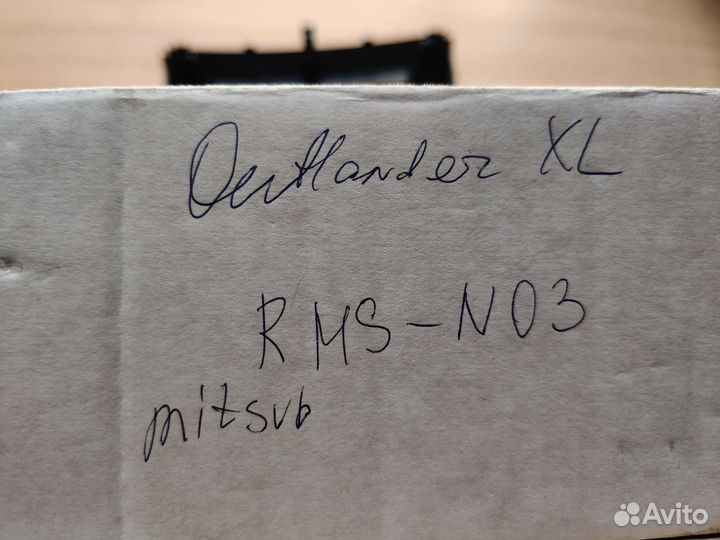 Outlander XL
RMS-N03
mitsub
Avito